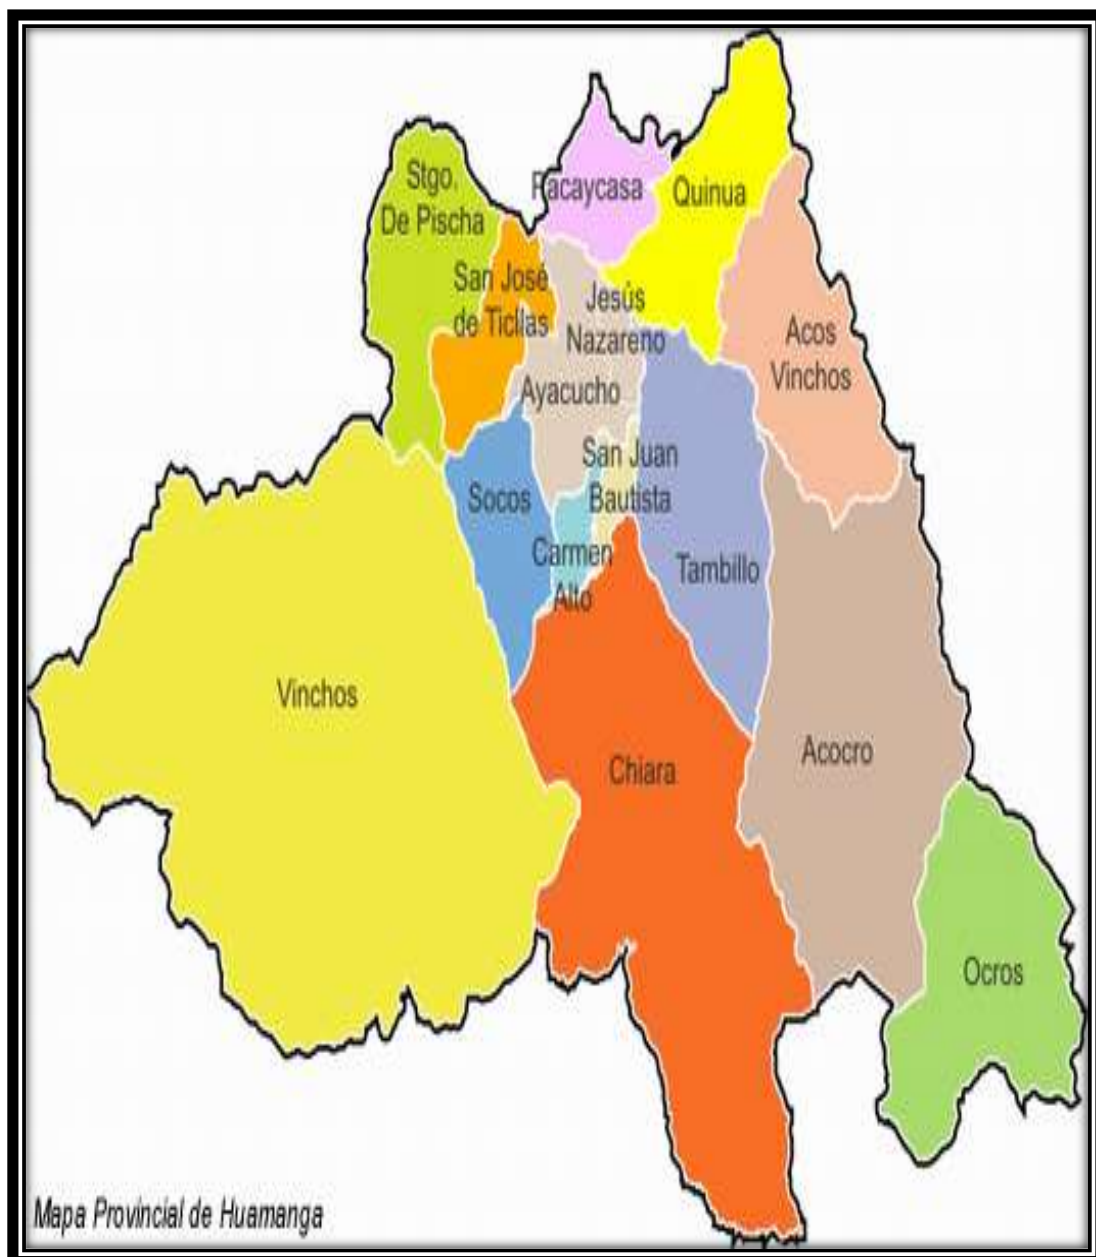 Stgo.
De Pischa
Pacaycasa
Quinua
San José
de Ticllas
Jesús
Nazareno
Acos
Vinchos
Ayacucho
San Juan
Bautista
Socos
Carmen
Alto
Tambillo
Vinchos
Chiara
Acocro
Ocros
Mapa Provincial de Huamanga